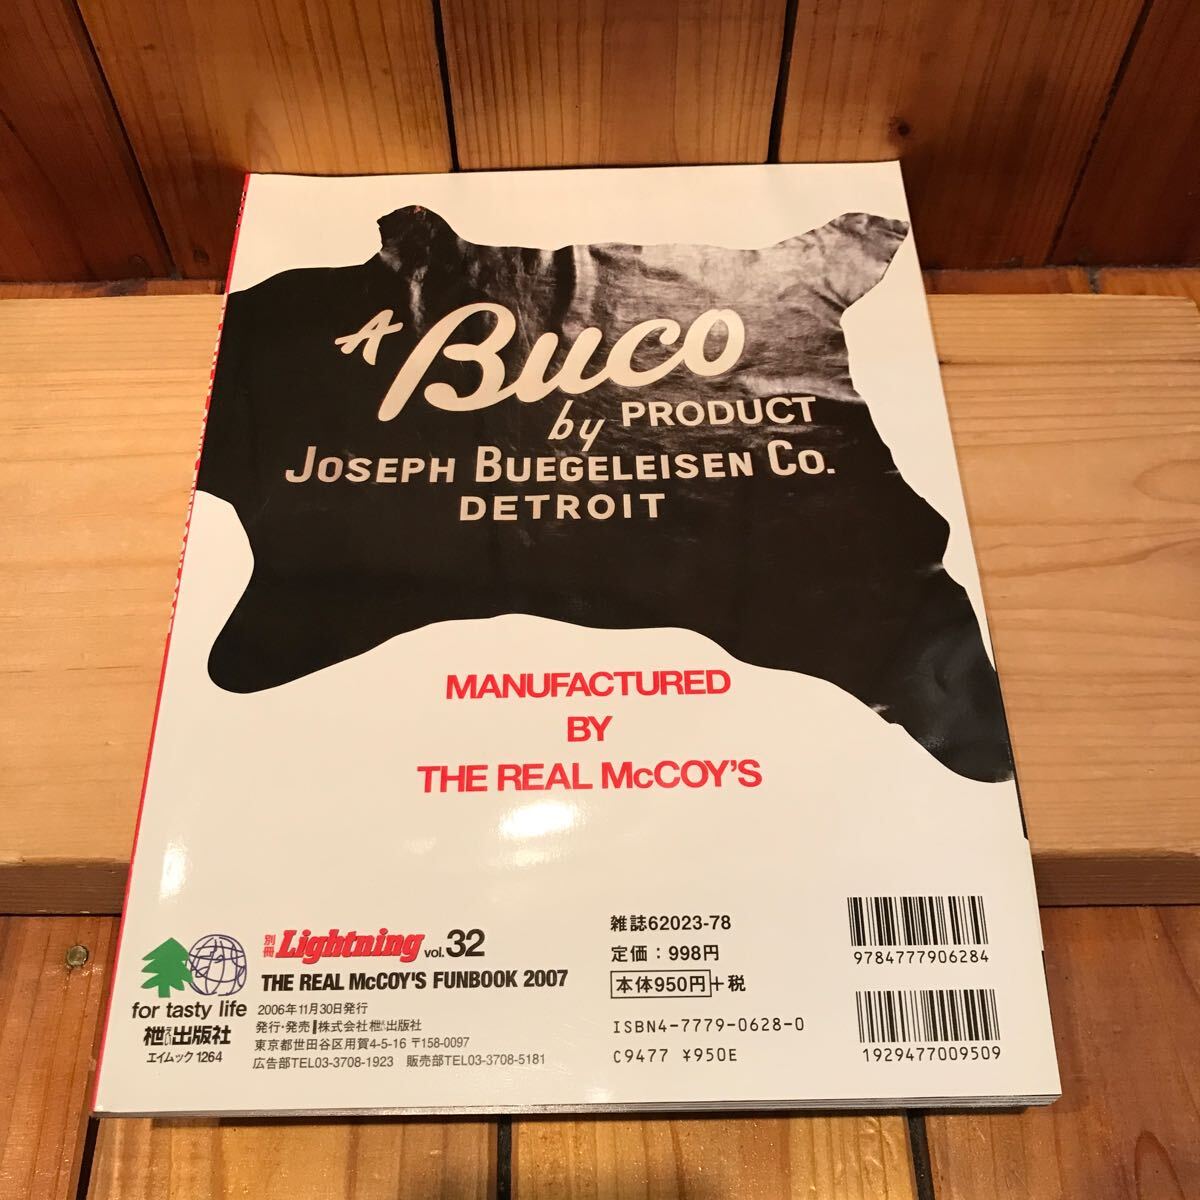 A Buco
by PRODUCT
JOSEPH BUEGELEISEN CO.
DETROIT
MANUFACTURED
BY
THE REAL McCOY'S
for tasty life
枻出版社
エイムック 1264
別冊 Lightning vol.32
THE REAL McCOY'S FUNBOOK 2007
2006年11月30日発行
発行・発売 株式会社枻出版社
東京都世田谷区用賀4-5-16 〒158-0097
広告部TEL03-3708-1923 販売部TEL03-3708-5181
雑誌62023-78
定価：998円
本体950円+税
ISBN4-7779-0628-0
C9477 ¥950E
9784777906284
1929477009509